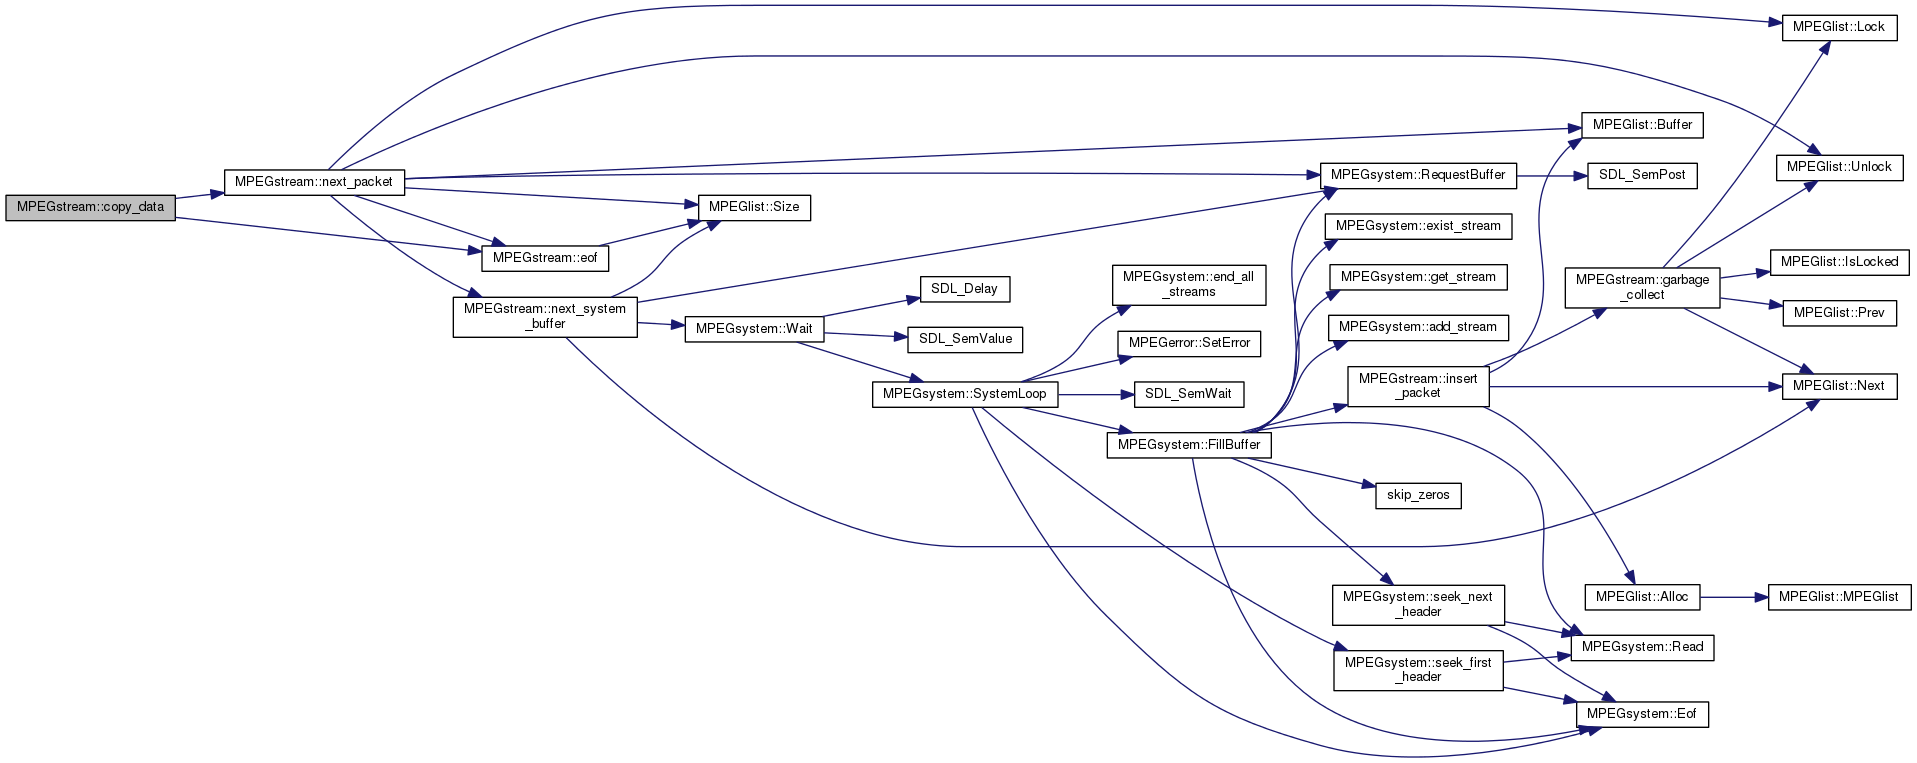 MPEGstream::copy_data
MPEGstream::next_packet
MPEGstream::eof
MPEGstream::next_system
_buffer
MPEGlist::Size
MPEGsystem::Wait
SDL_Delay
SDL_SemValue
MPEGsystem::SystemLoop
MPEGsystem::end_all
_streams
MPEGerror::SetError
SDL_SemWait
MPEGsystem::FillBuffer
MPEGsystem::RequestBuffer
MPEGsystem::exist_stream
MPEGsystem::get_stream
MPEGsystem::add_stream
MPEGstream::insert
_packet
skip_zeros
MPEGsystem::seek_next
_header
MPEGsystem::seek_first
_header
MPEGlist::Buffer
SDL_SemPost
MPEGstream::garbage
_collect
MPEGlist::Alloc
MPEGsystem::Read
MPEGsystem::Eof
MPEGlist::Lock
MPEGlist::Unlock
MPEGlist::IsLocked
MPEGlist::Prev
MPEGlist::Next
MPEGlist::MPEGlist